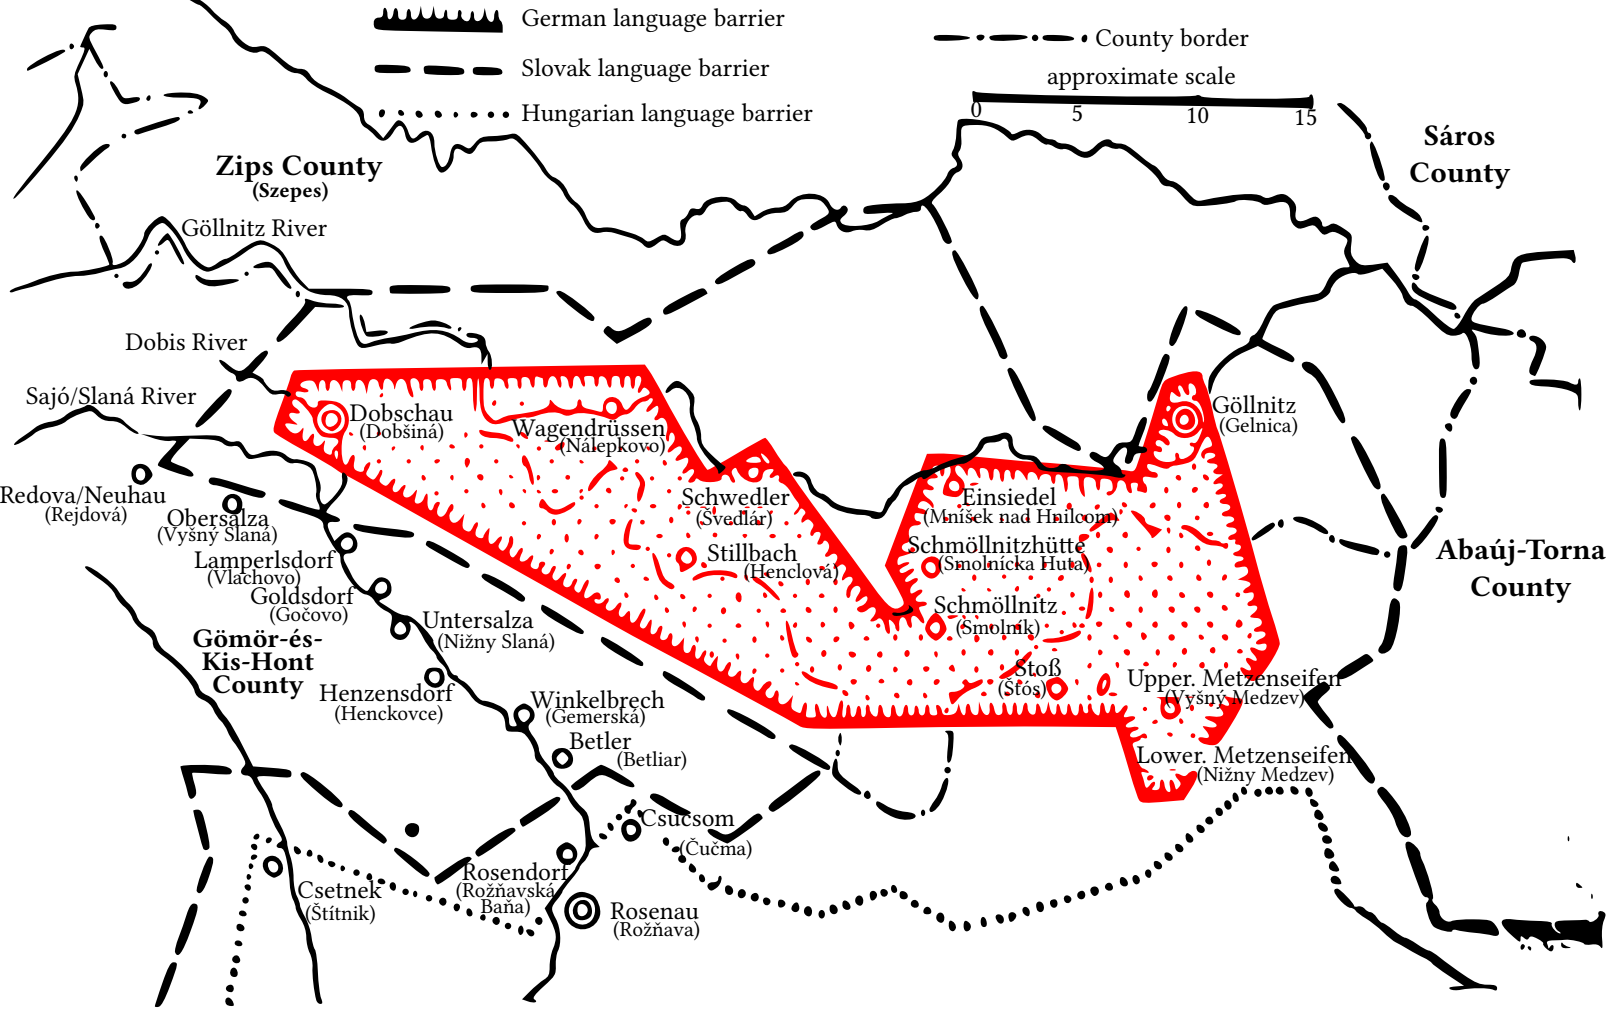 German language barrier
Slovak language barrier
Hungarian language barrier
County border
approximate scale
0 5 10 15
Sáros
County
Zips County
(Szepes)
Göllnitz River
Dobis River
Sajó/Slaná River
Dobschau
(Dobšiná)
Wagendrüssen
(Nálepkovo)
Göllnitz
(Gelnica)
Redova/Neuhau
(Rejdová)
Obersalza
(Vyšný Slaná)
Schwedler
(Švedlár)
Einsiedel
(Mníšek nad Hnilcom)
Lamperlsdorf
(Vlachovo)
Stillbach
(Henclová)
Schmöllnitzhütte
(Smolnícka Huta)
Abaúj-Torna
County
Goldsdorf
(Gočovo)
Untersalza
(Nižny Slaná)
Schmöllnitz
(Smolník)
Gömör-és-
Kis-Hont
County
Henzensdorf
(Henckovce)
Stoß
(Štós)
Upper. Metzenseifen
(Vyšný Medzev)
Winkelbrech
(Gemerská)
Betler
(Betliar)
Lower. Metzenseifen
(Nižny Medzev)
Csucsom
(Čučma)
Rosendorf
(Rožňavská
Baňa)
Csetnek
(Štítnik)
Rosenau
(Rožňava)